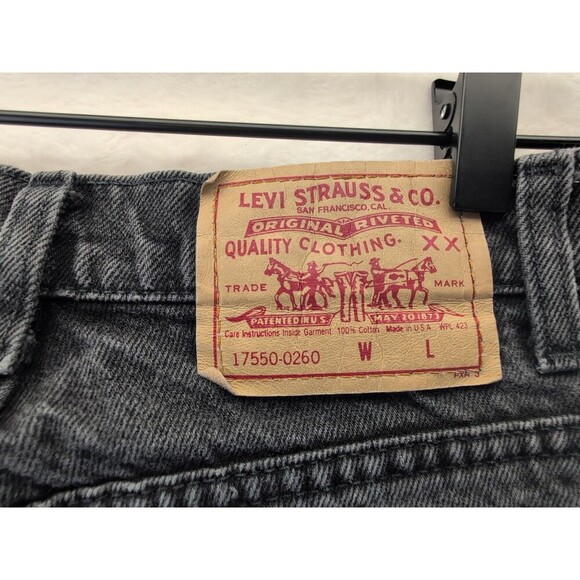 LEVI STRAUSS & CO.
SAN FRANCISCO, CAL.
ORIGINAL RIVETED
QUALITY CLOTHING. XX
TRADE MARK
PATENTED IN U.S. MAY 20 1873
Care Instructions Inside Garment 100% Cotton Made in U.S.A WPL 423
17550-0260 W L